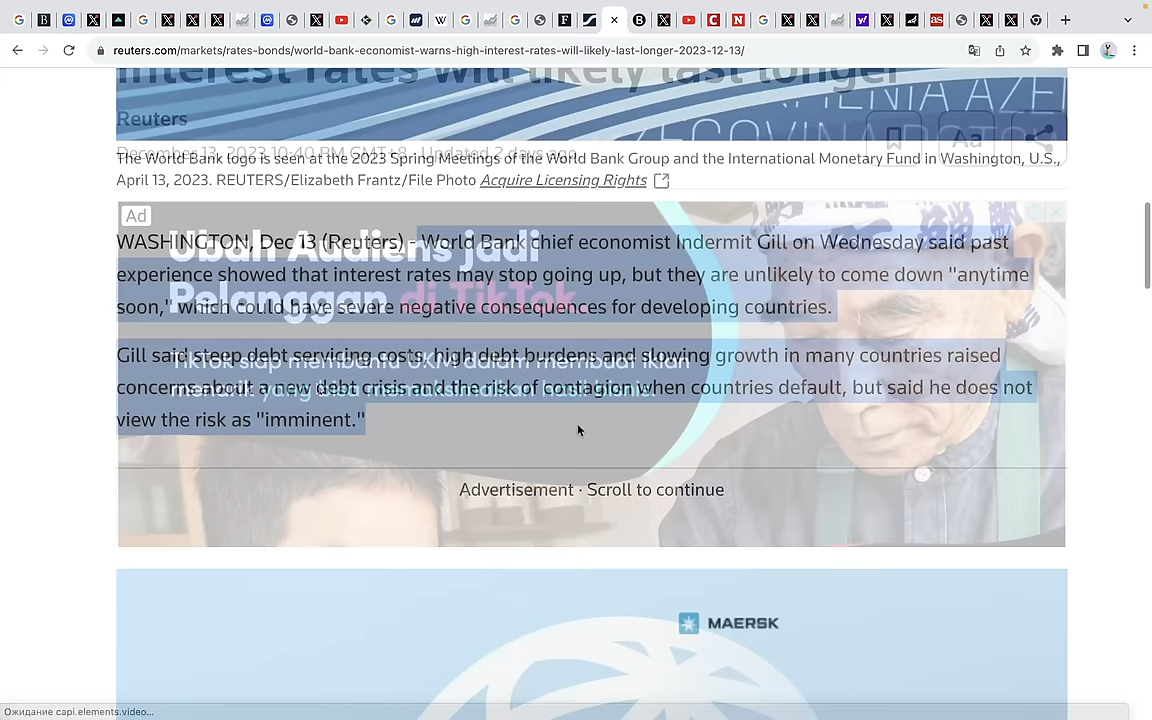 reuters.com/markets/rates-bonds/world-bank-economist-warns-high-interest-rates-will-likely-last-longer-2023-12-13/
interest rates will likely last longer
Reuters
December 13, 2023 10:40 PM GMT+8 · Updated 2 days ago
Aa
The World Bank logo is seen at the 2023 Spring Meetings of the World Bank Group and the International Monetary Fund in Washington, U.S.,
April 13, 2023. REUTERS/Elizabeth Frantz/File Photo Acquire Licensing Rights
Ad
Ubah Audiens jadi
Pelanggan di TikTok.
TikTok siap membantu UKM dalam membuat iklan
menarik yang bisa memaksimalkan hasil bisnis.
WASHINGTON, Dec 13 (Reuters) - World Bank chief economist Indermit Gill on Wednesday said past
experience showed that interest rates may stop going up, but they are unlikely to come down "anytime
soon," which could have severe negative consequences for developing countries.
Gill said steep debt servicing costs, high debt burdens and slowing growth in many countries raised
concerns about a new debt crisis and the risk of contagion when countries default, but said he does not
view the risk as "imminent."
Advertisement · Scroll to continue
MAERSK
Ожидание capi.elements.video...